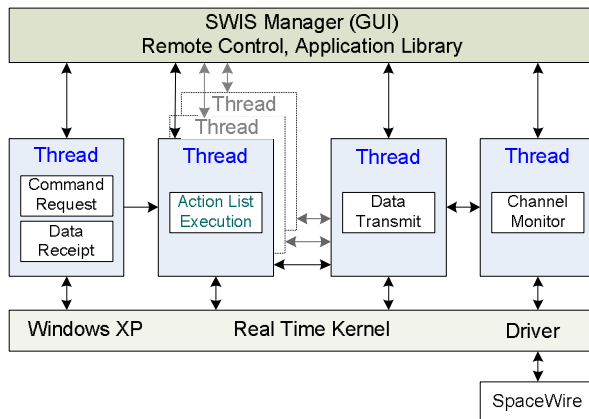 SWIS Manager (GUI)
Remote Control, Application Library
Thread
Thread
Thread
Thread
Thread
Thread
Command
Request
Data
Receipt
Action List
Execution
Data
Transmit
Channel
Monitor
Windows XP
Real Time Kernel
Driver
SpaceWire